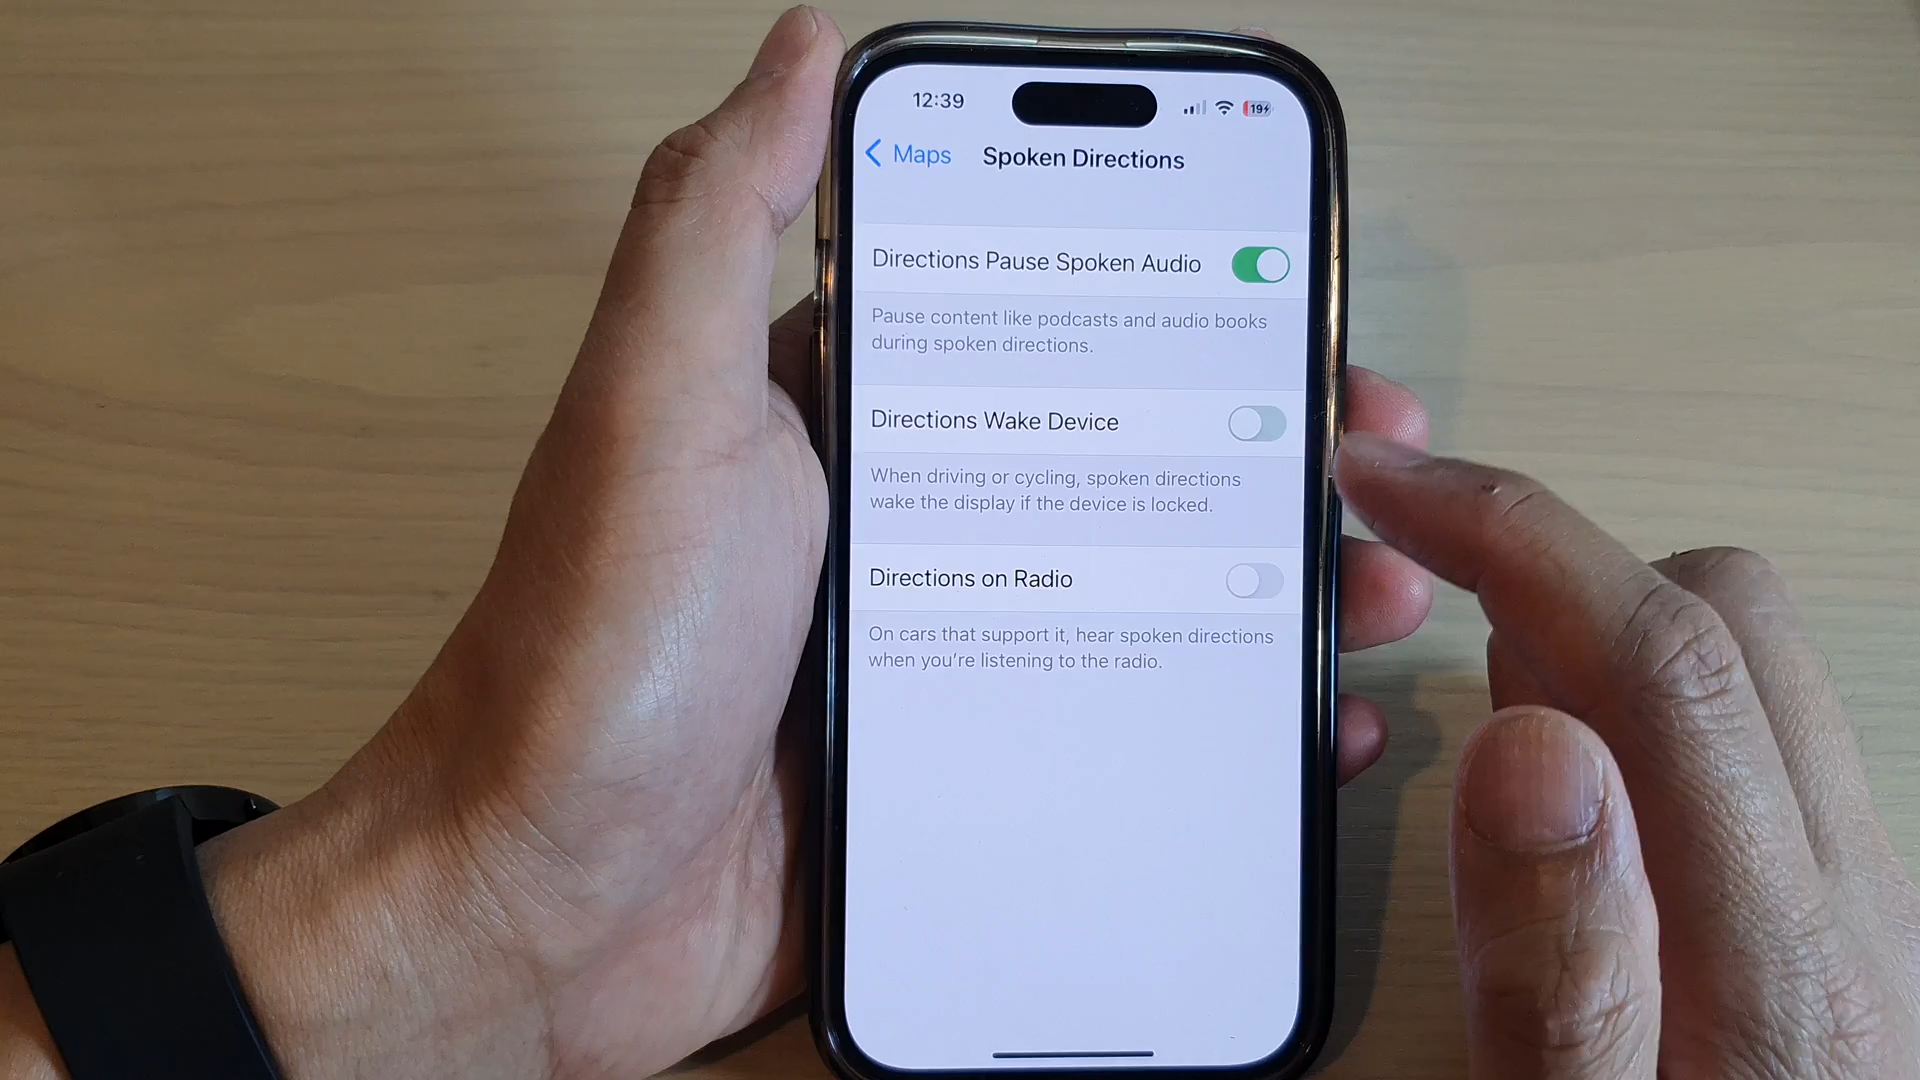 12:39
19
Maps
Spoken Directions
Directions Pause Spoken Audio
Pause content like podcasts and audio books
during spoken directions.
Directions Wake Device
When driving or cycling, spoken directions
wake the display if the device is locked.
Directions on Radio
On cars that support it, hear spoken directions
when you're listening to the radio.